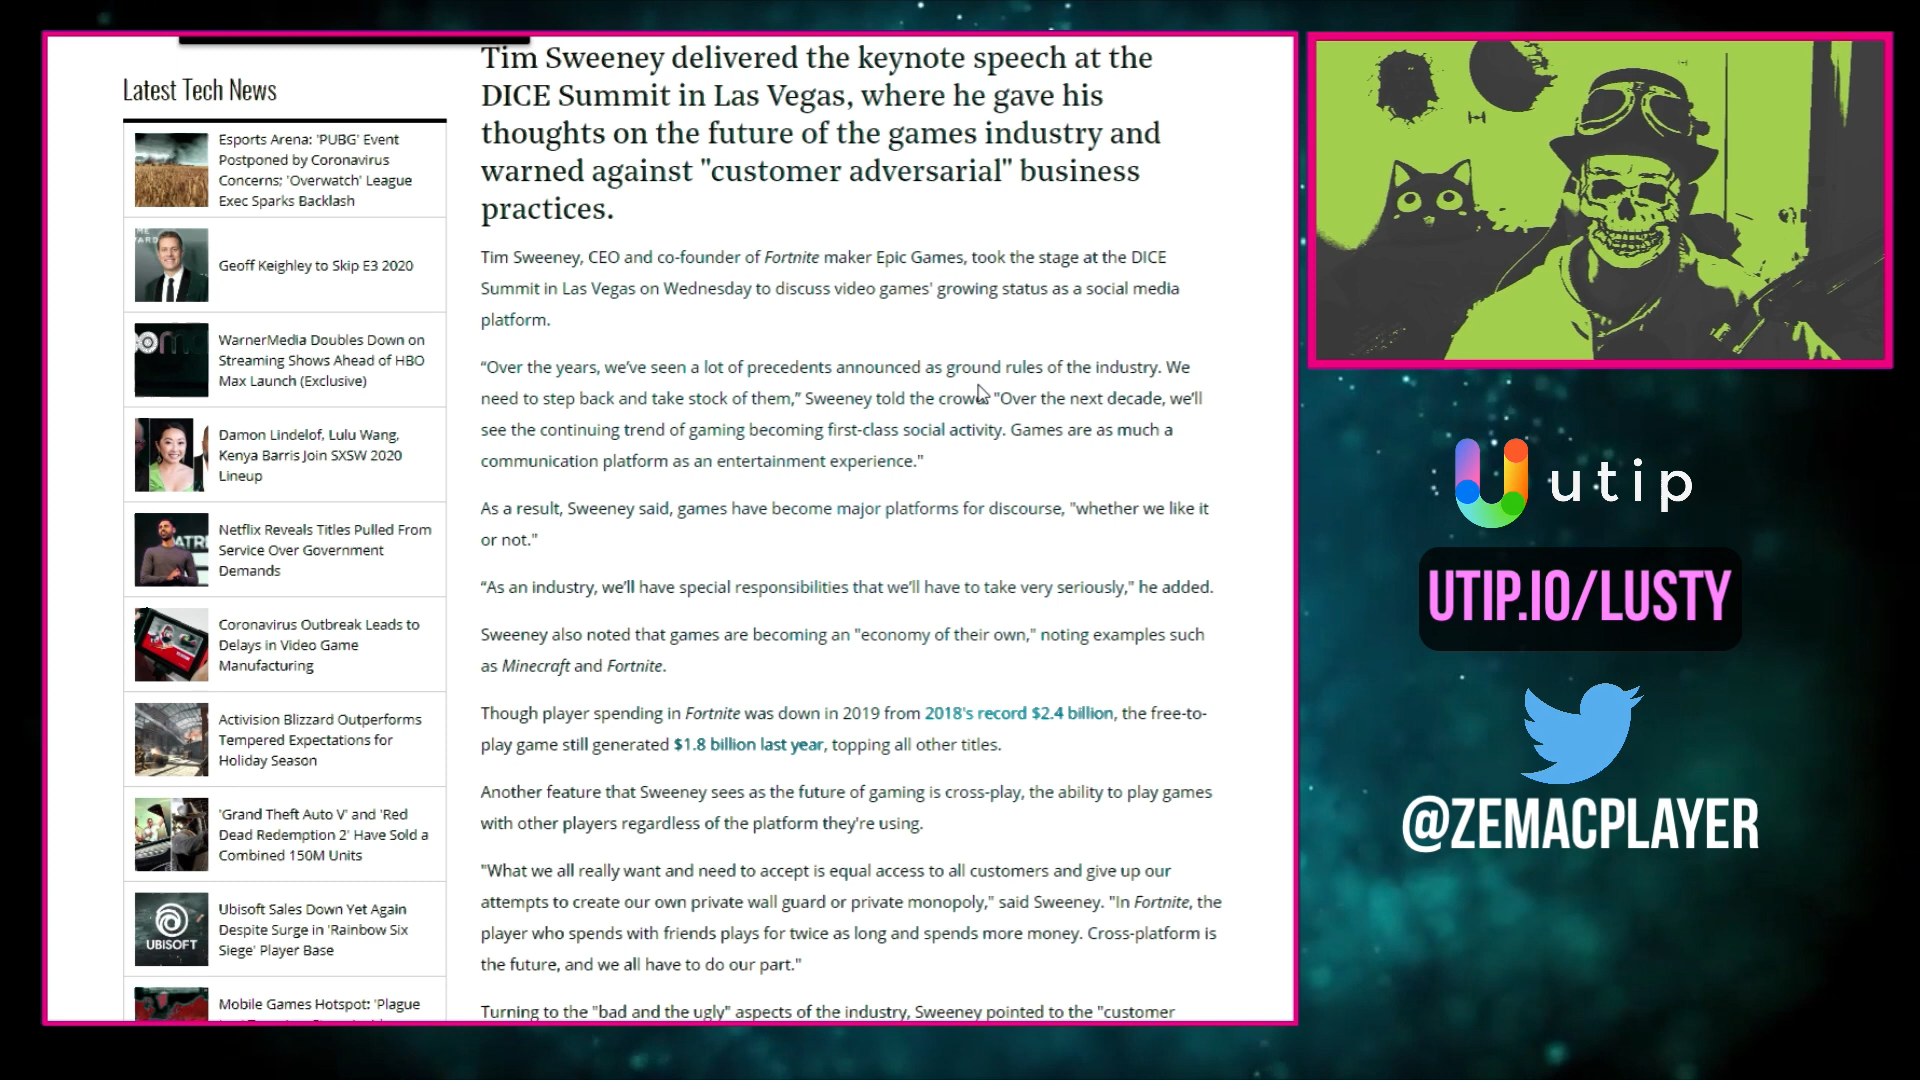 Latest Tech News
Esports Arena: 'PUBG' Event
Postponed by Coronavirus
Concerns; 'Overwatch' League
Exec Sparks Backlash
Geoff Keighley to Skip E3 2020
WarnerMedia Doubles Down on
Streaming Shows Ahead of HBO
Max Launch (Exclusive)
Damon Lindelof, Lulu Wang,
Kenya Barris Join SXSW 2020
Lineup
Netflix Reveals Titles Pulled From
Service Over Government
Demands
Coronavirus Outbreak Leads to
Delays in Video Game
Manufacturing
Activision Blizzard Outperforms
Tempered Expectations for
Holiday Season
'Grand Theft Auto V' and 'Red
Dead Redemption 2' Have Sold a
Combined 150M Units
UBISOFT
Ubisoft Sales Down Yet Again
Despite Surge in 'Rainbow Six
Siege' Player Base
Mobile Games Hotspot: 'Plague
Tim Sweeney delivered the keynote speech at the
DICE Summit in Las Vegas, where he gave his
thoughts on the future of the games industry and
warned against "customer adversarial" business
practices.
Tim Sweeney, CEO and co-founder of Fortnite maker Epic Games, took the stage at the DICE
Summit in Las Vegas on Wednesday to discuss video games' growing status as a social media
platform.
“Over the years, we’ve seen a lot of precedents announced as ground rules of the industry. We
need to step back and take stock of them,” Sweeney told the crowd. "Over the next decade, we’ll
see the continuing trend of gaming becoming first-class social activity. Games are as much a
communication platform as an entertainment experience."
As a result, Sweeney said, games have become major platforms for discourse, "whether we like it
or not."
“As an industry, we’ll have special responsibilities that we’ll have to take very seriously," he added.
Sweeney also noted that games are becoming an "economy of their own," noting examples such
as Minecraft and Fortnite.
Though player spending in Fortnite was down in 2019 from 2018's record $2.4 billion, the free-to-
play game still generated $1.8 billion last year, topping all other titles.
Another feature that Sweeney sees as the future of gaming is cross-play, the ability to play games
with other players regardless of the platform they're using.
"What we all really want and need to accept is equal access to all customers and give up our
attempts to create our own private wall guard or private monopoly," said Sweeney. "In Fortnite, the
player who spends with friends plays for twice as long and spends more money. Cross-platform is
the future, and we all have to do our part."
Turning to the "bad and the ugly" aspects of the industry, Sweeney pointed to the "customer
utip
UTIP.IO/LUSTY
@ZEMACPLAYER